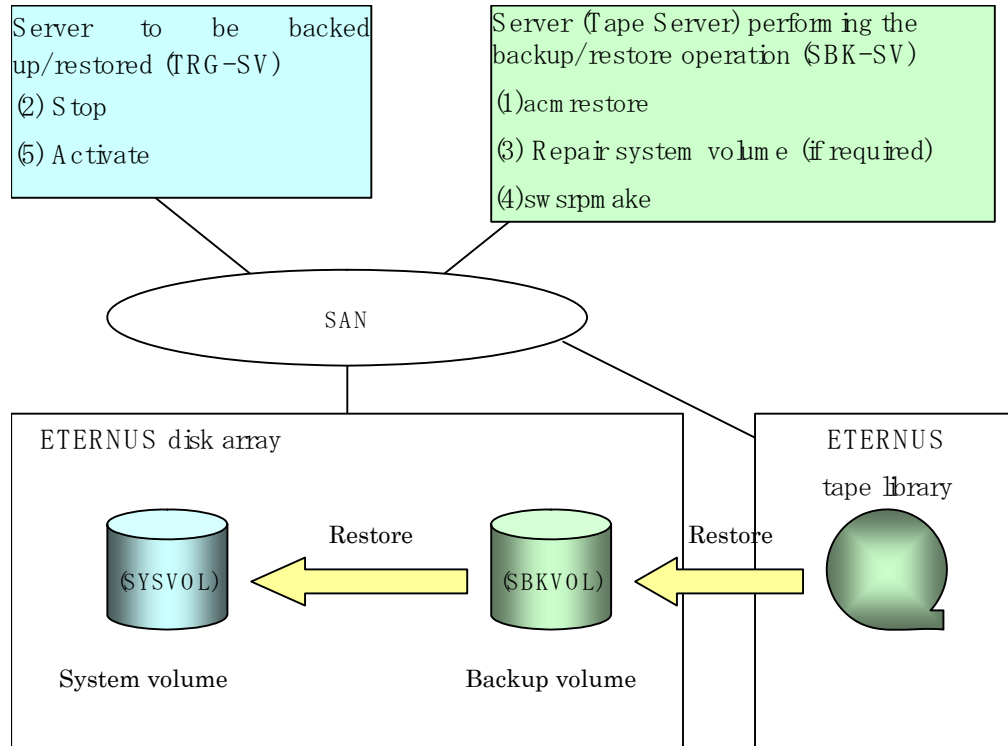 Server to be backed
up/restored (TRG-SV)
(2) Stop
(5) Activate
Server (Tape Server) performing the
backup/restore operation (SBK-SV)
(1)acmrestore
(3) Repair system volume (if required)
(4)swsrpmake
SAN
ETERNUS disk array
ETERNUS
tape library
Restore
Restore
(SYSVOL)
(SBKVOL)
System volume
Backup volume